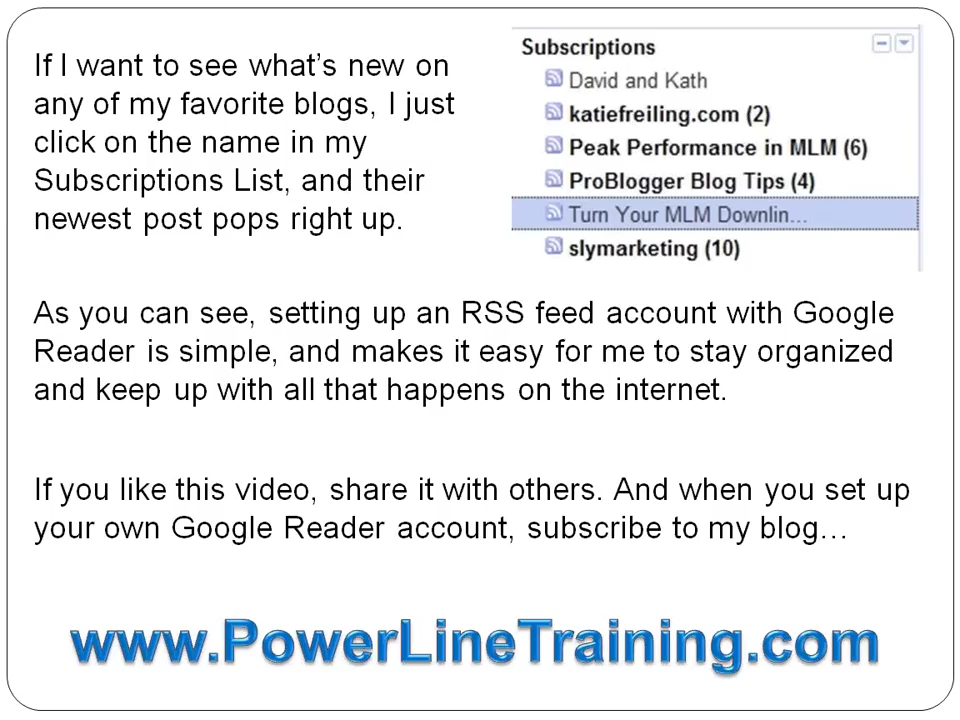 If I want to see what's new on
any of my favorite blogs, I just
click on the name in my
Subscriptions List, and their
newest post pops right up.
Subscriptions
David and Kath
katiefreiling.com (2)
Peak Performance in MLM (6)
ProBlogger Blog Tips (4)
Turn Your MLM Downlin...
slymarketing (10)
As you can see, setting up an RSS feed account with Google
Reader is simple, and makes it easy for me to stay organized
and keep up with all that happens on the internet.
If you like this video, share it with others. And when you set up
your own Google Reader account, subscribe to my blog…
www.PowerLineTraining.com